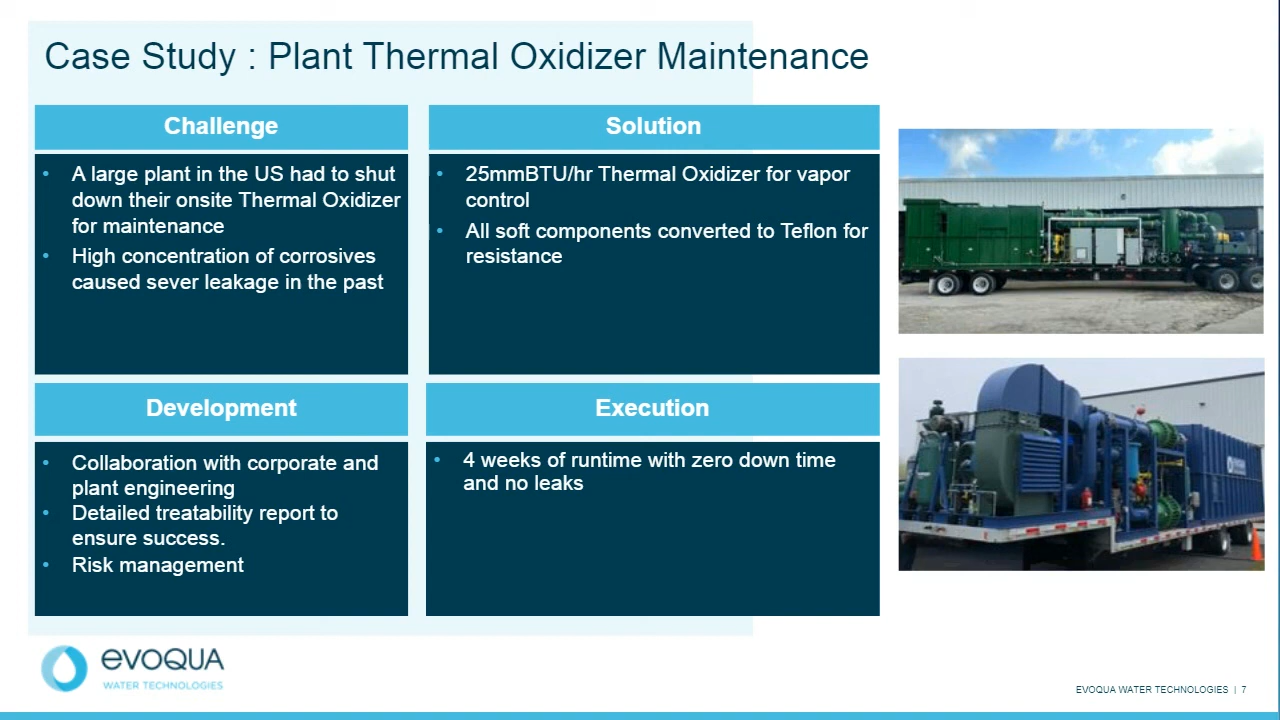 Case Study : Plant Thermal Oxidizer Maintenance
Challenge
• A large plant in the US had to shut
down their onsite Thermal Oxidizer
for maintenance
• High concentration of corrosives
caused sever leakage in the past
Solution
• 25mmBTU/hr Thermal Oxidizer for vapor
control
• All soft components converted to Teflon for
resistance
Development
• Collaboration with corporate and
plant engineering
• Detailed treatability report to
ensure success.
• Risk management
Execution
• 4 weeks of runtime with zero down time
and no leaks
evoQUA
WATER TECHNOLOGIES
EVOQUA WATER TECHNOLOGIES | 7